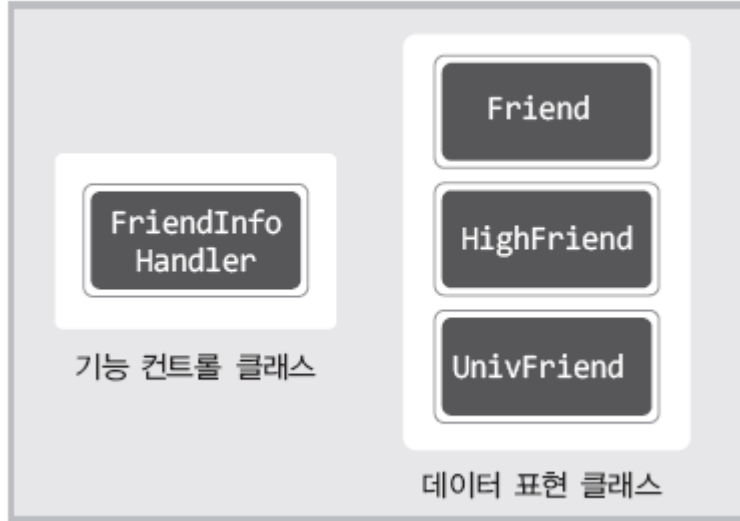 FriendInfo
Handler
기능 컨트롤 클래스
Friend
HighFriend
UnivFriend
데이터 표현 클래스